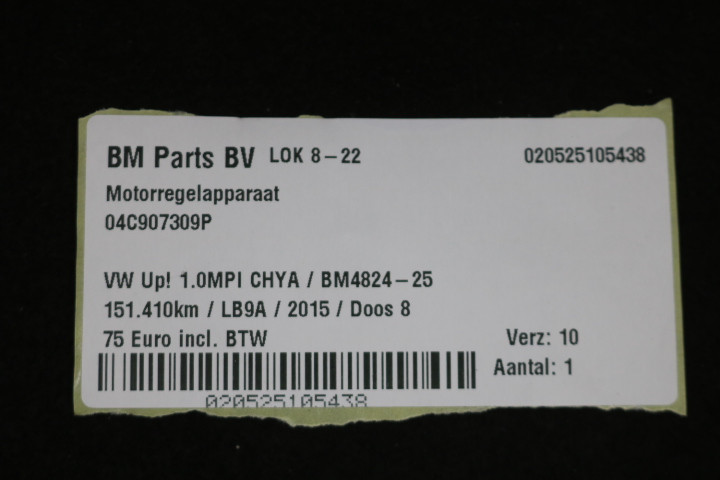 BM Parts BV LOK 8-22 020525105438
Motorregelapparaat
04C907309P
VW Up! 1.0MPI CHYA / BM4824-25
151.410km / LB9A / 2015 / Doos 8
75 Euro incl. BTW Verz: 10
Aantal: 1
020525105438